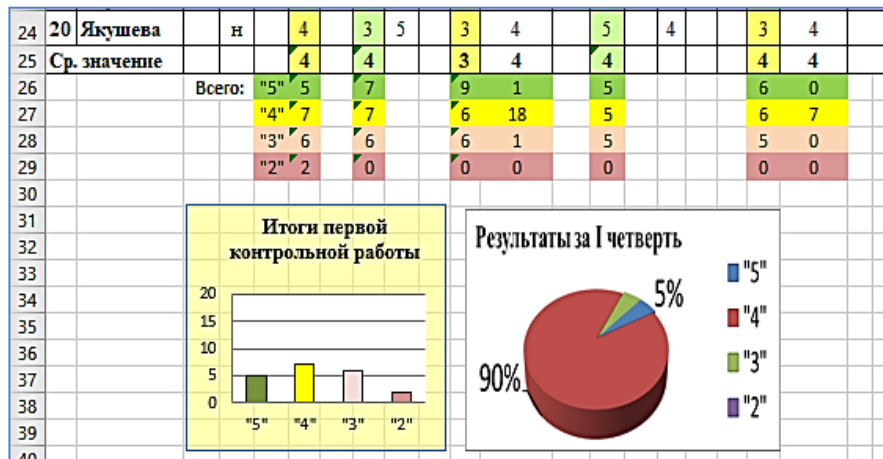 24 20 Якушева н 4 3 5 3 4 5 4 3 4
25 Ср. значение 4 4 3 4 4 4 4
26 Всего: "5" 5 7 9 1 5 6 0
27 "4" 7 7 6 18 5 6 7
28 "3" 6 6 6 1 5 5 0
29 "2" 2 0 0 0 0 0 0
30
31
32
33
34
35
36
37
38
39
Итоги первой
контрольной работы
20
15
10
5
0
"5" "4" "3" "2"
Результаты за I четверть
5%
90%
"5"
"4"
"3"
"2"